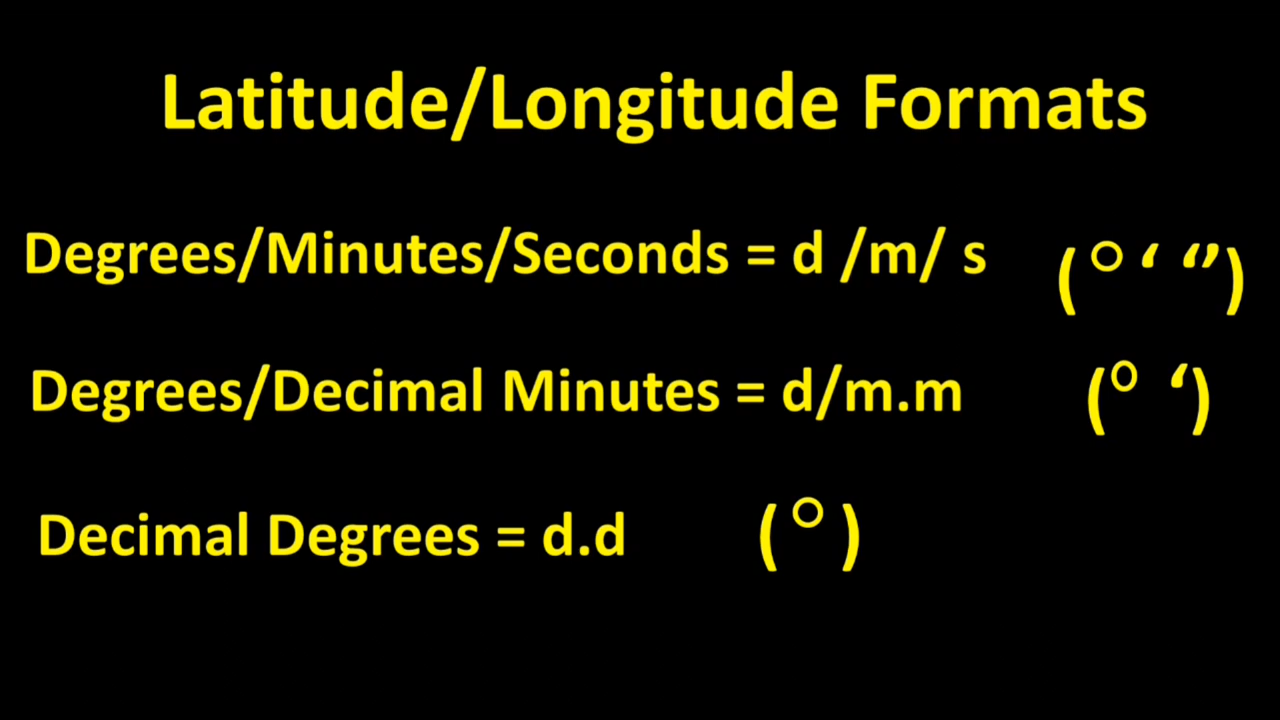 Latitude/Longitude Formats
Degrees/Minutes/Seconds = d /m/ s (° ‘ “”)
Degrees/Decimal Minutes = d/m.m (° ‘)
Decimal Degrees = d.d (°)